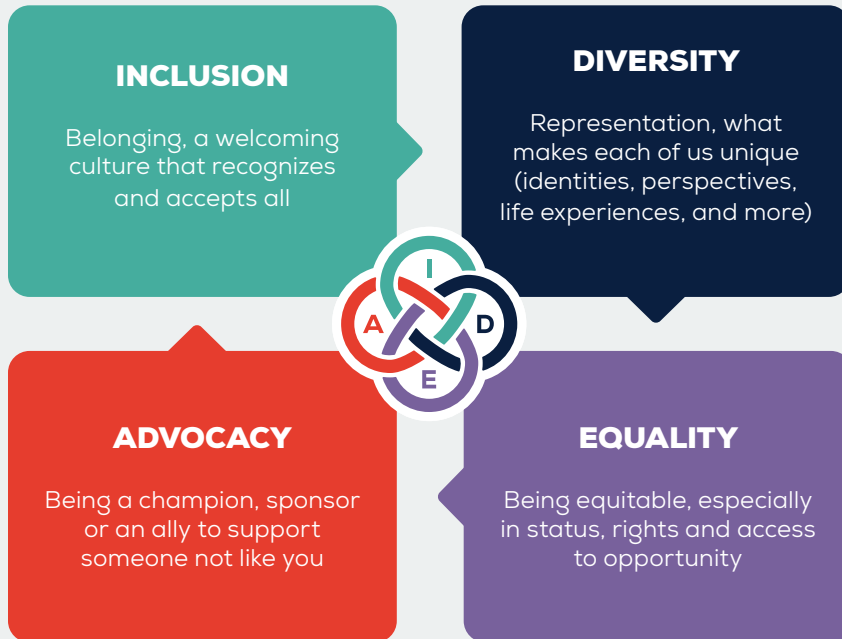 INCLUSION
Belonging, a welcoming
culture that recognizes
and accepts all
DIVERSITY
Representation, what
makes each of us unique
(identities, perspectives,
life experiences, and more)
I
A
D
E
ADVOCACY
Being a champion, sponsor
or an ally to support
someone not like you
EQUALITY
Being equitable, especially
in status, rights and access
to opportunity